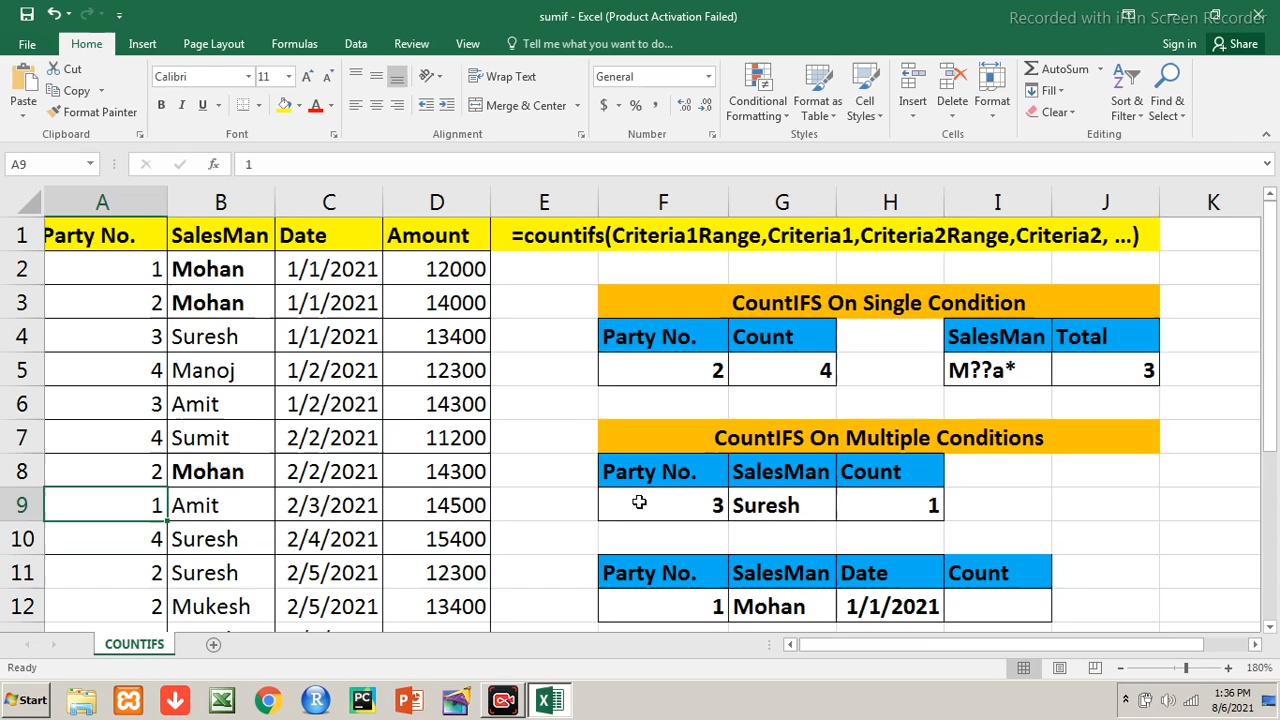 sumif - Excel (Product Activation Failed)
Recorded with iFun Screen Recorder
File Home Insert Page Layout Formulas Data Review View Tell me what you want to do... Sign in Share
Paste Cut Copy Format Painter Clipboard
Calibri 11 B I U A Font
Wrap Text Merge & Center Alignment
General $ % , Number
Conditional Formatting Format as Table Cell Styles Styles
Insert Delete Format Cells
AutoSum Fill Clear Sort & Filter Find & Select Editing
A9 fx 1
A B C D E F G H I J K
1 Party No. SalesMan Date Amount =countifs(Criteria1Range,Criteria1,Criteria2Range,Criteria2, ...)
2 1 Mohan 1/1/2021 12000
3 2 Mohan 1/1/2021 14000 CountIFS On Single Condition
4 3 Suresh 1/1/2021 13400 Party No. Count SalesMan Total
5 4 Manoj 1/2/2021 12300 2 4 M??a* 3
6 3 Amit 1/2/2021 14300
7 4 Sumit 2/2/2021 11200 CountIFS On Multiple Conditions
8 2 Mohan 2/2/2021 14300 Party No. SalesMan Count
9 1 Amit 2/3/2021 14500 3 Suresh 1
10 4 Suresh 2/4/2021 15400
11 2 Suresh 2/5/2021 12300 Party No. SalesMan Date Count
12 2 Mukesh 2/5/2021 13400 1 Mohan 1/1/2021
COUNTIFS
Ready 180%
Start 1:36 PM
8/6/2021